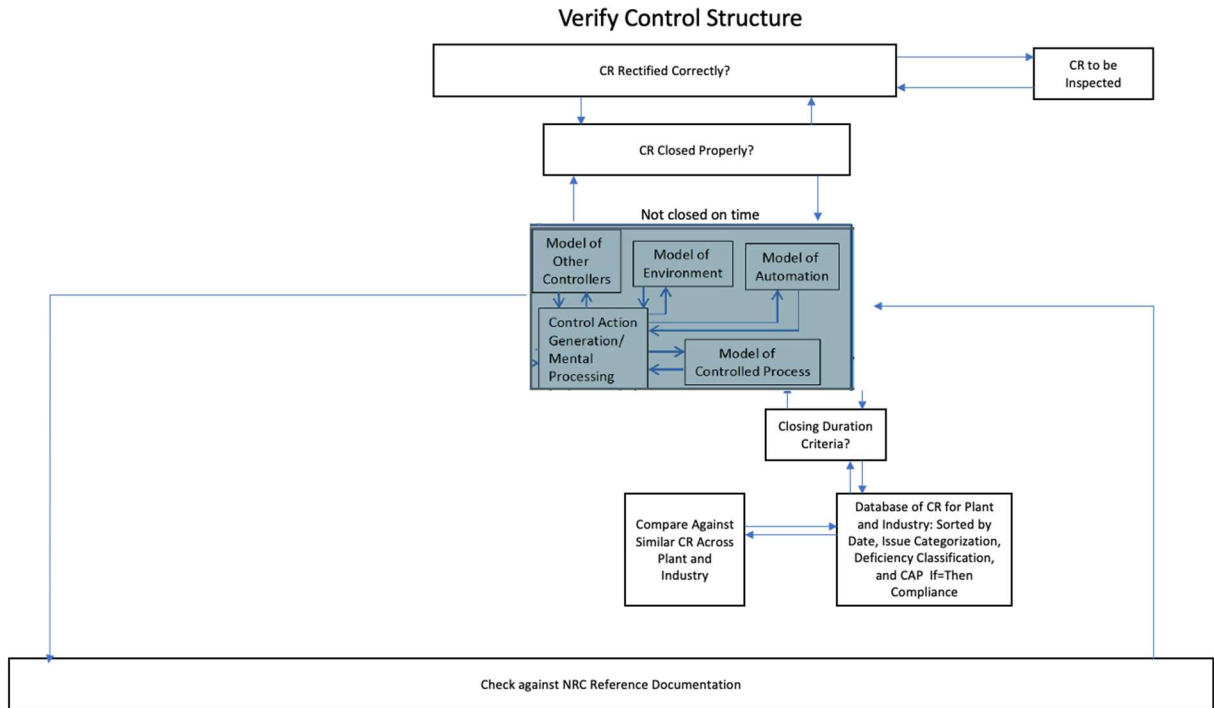 Verify Control Structure
CR Rectified Correctly?
CR to be
Inspected
CR Closed Properly?
Not closed on time
Model of
Other
Controllers
Model of
Environment
Model of
Automation
Control Action
Generation/
Mental
Processing
Model of
Controlled Process
Closing Duration
Criteria?
Compare Against
Similar CR Across
Plant and
Industry
Database of CR for Plant
and Industry: Sorted by
Date, Issue Categorization,
Deficiency Classification,
and CAP If=Then
Compliance
Check against NRC Reference Documentation